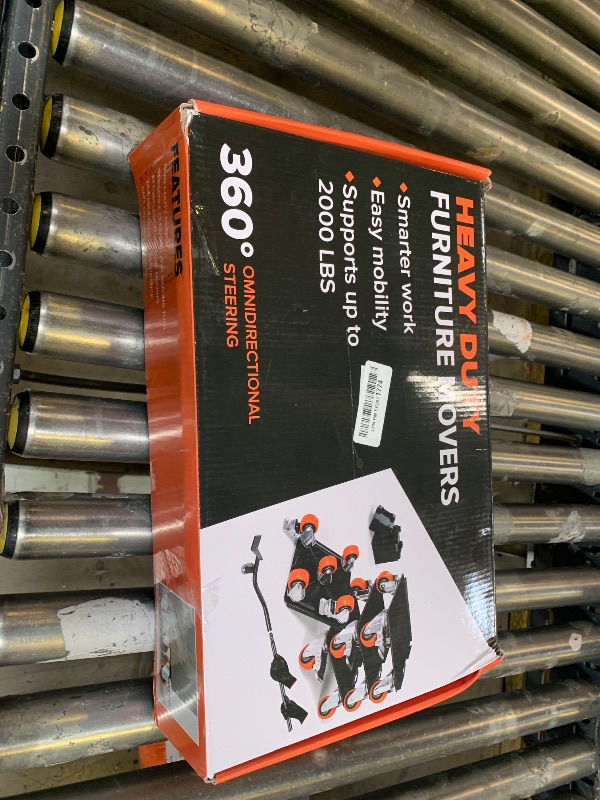 HEAVY DUTY
FURNITURE MOVERS
Smarter work
Easy mobility
Supports up to
2000 LBS
360°
OMNIDIRECTIONAL
STEERING
FEATURES